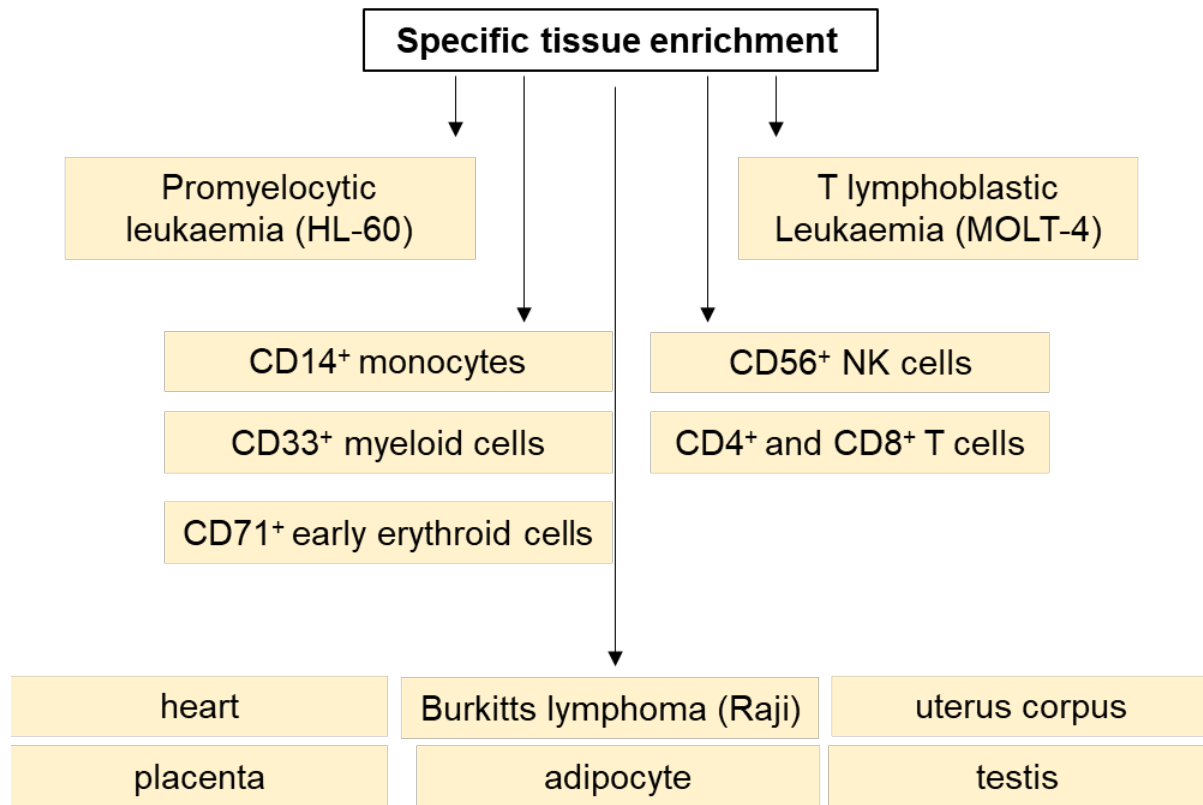 Specific tissue enrichment
Promyelocytic
leukaemia (HL-60)
T lymphoblastic
Leukaemia (MOLT-4)
CD14⁺ monocytes
CD56⁺ NK cells
CD33⁺ myeloid cells
CD4⁺ and CD8⁺ T cells
CD71⁺ early erythroid cells
heart
Burkitts lymphoma (Raji)
uterus corpus
placenta
adipocyte
testis